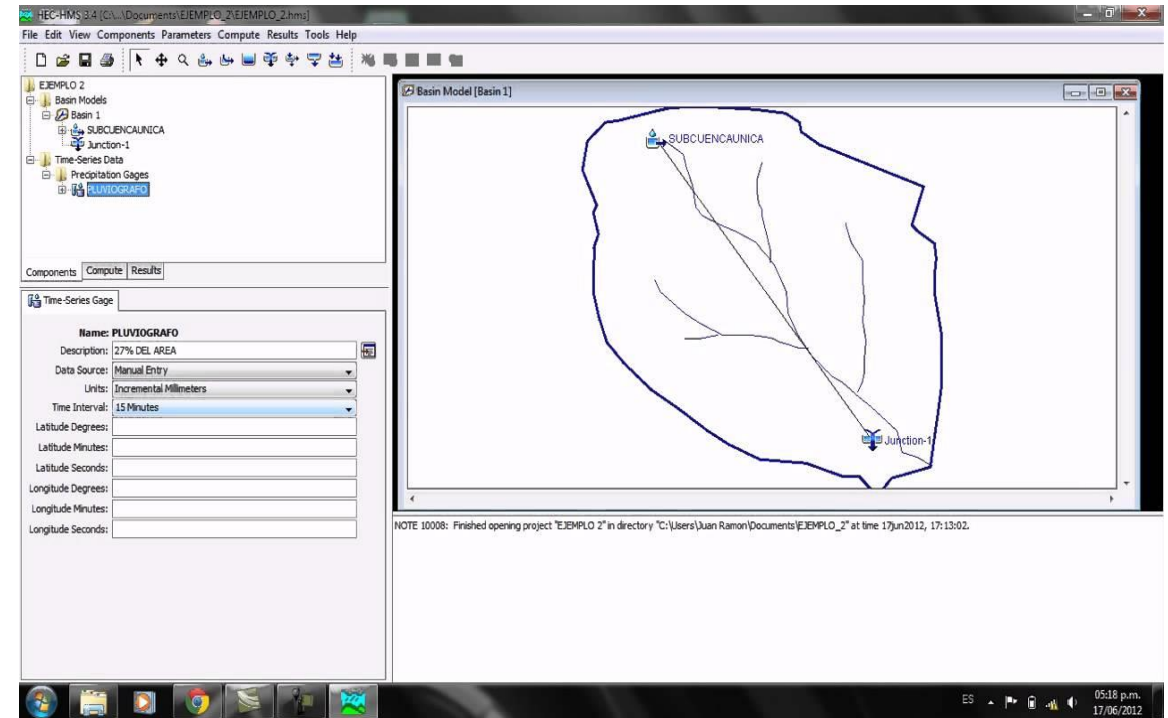 HEC-HMS 3.4 [C:\...\Documents\EJEMPLO_2\EJEMPLO_2.hms]
File Edit View Components Parameters Compute Results Tools Help
EJEMPLO 2
Basin Models
Basin 1
SUBCUENCAUNICA
Junction-1
Time-Series Data
Precipitation Gages
PLUVIOGRAFO
Components Compute Results
Time-Series Gage
Name: PLUVIOGRAFO
Description: 27% DEL AREA
Data Source: Manual Entry
Units: Incremental Millimeters
Time Interval: 15 Minutes
Latitude Degrees:
Latitude Minutes:
Latitude Seconds:
Longitude Degrees:
Longitude Minutes:
Longitude Seconds:
Basin Model [Basin 1]
SUBCUENCAUNICA
Junction-1
NOTE 10008: Finished opening project "EJEMPLO 2" in directory "C:\Users\Juan Ramon\Documents\EJEMPLO_2" at time 17jun2012, 17:13:02.
ES
05:18 p.m.
17/06/2012